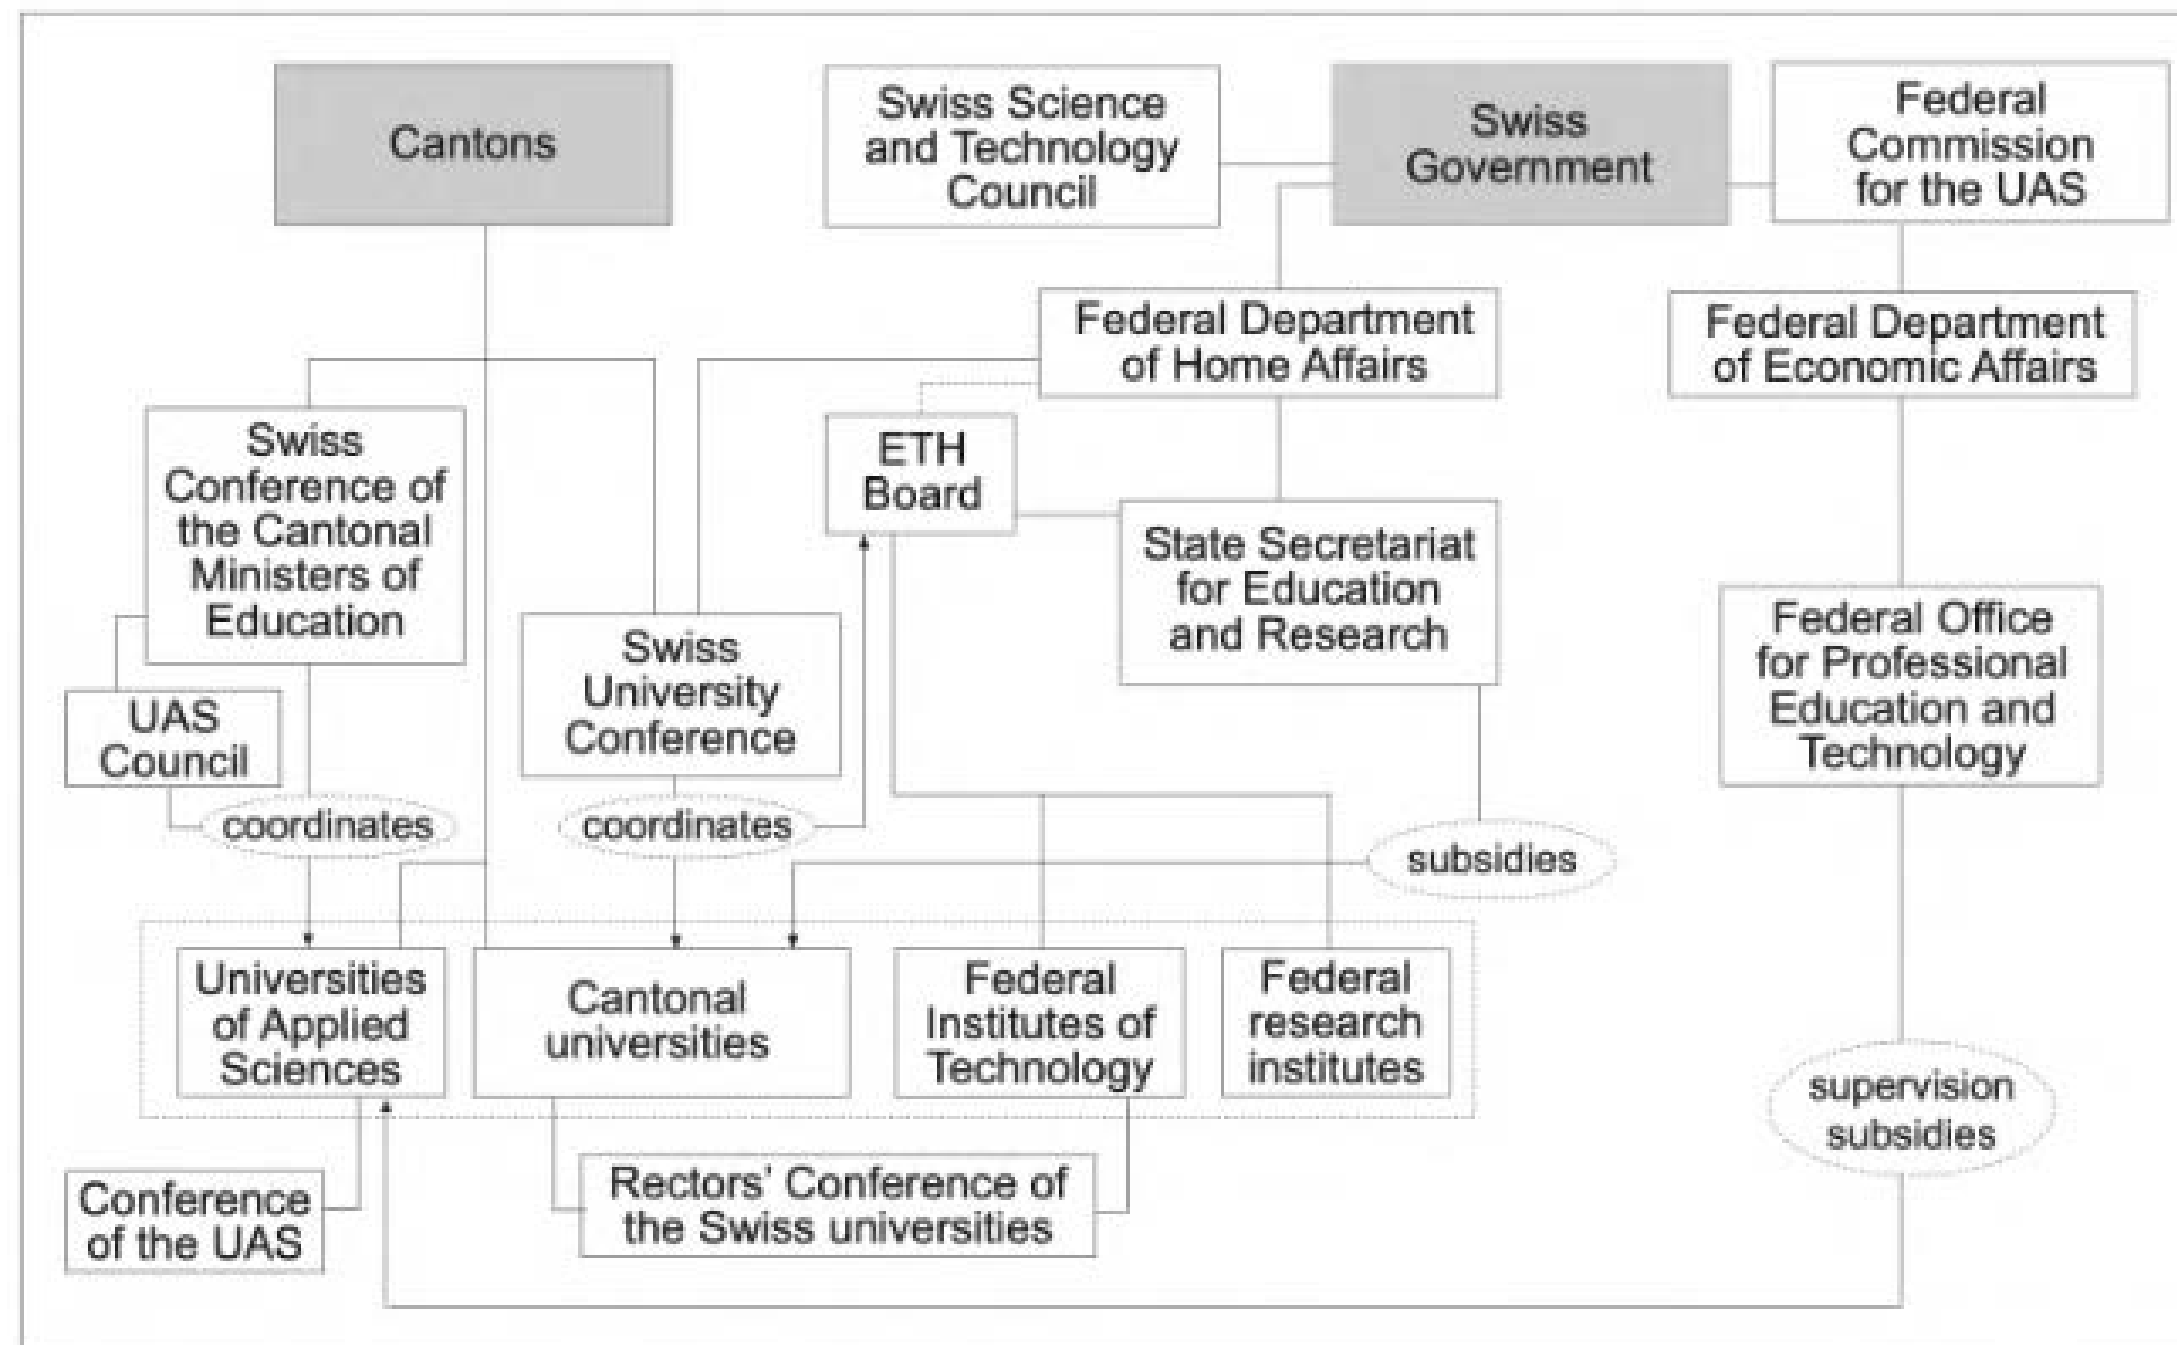 Cantons
Swiss Science
and Technology
Council
Swiss
Government
Federal
Commission
for the UAS
Federal Department
of Home Affairs
Federal Department
of Economic Affairs
Swiss
Conference of
the Cantonal
Ministers of
Education
ETH
Board
State Secretariat
for Education
and Research
Federal Office
for Professional
Education and
Technology
Swiss
University
Conference
UAS
Council
coordinates
coordinates
subsidies
Universities
of Applied
Sciences
Cantonal
universities
Federal
Institutes of
Technology
Federal
research
institutes
supervision
subsidies
Conference
of the UAS
Rectors' Conference of
the Swiss universities